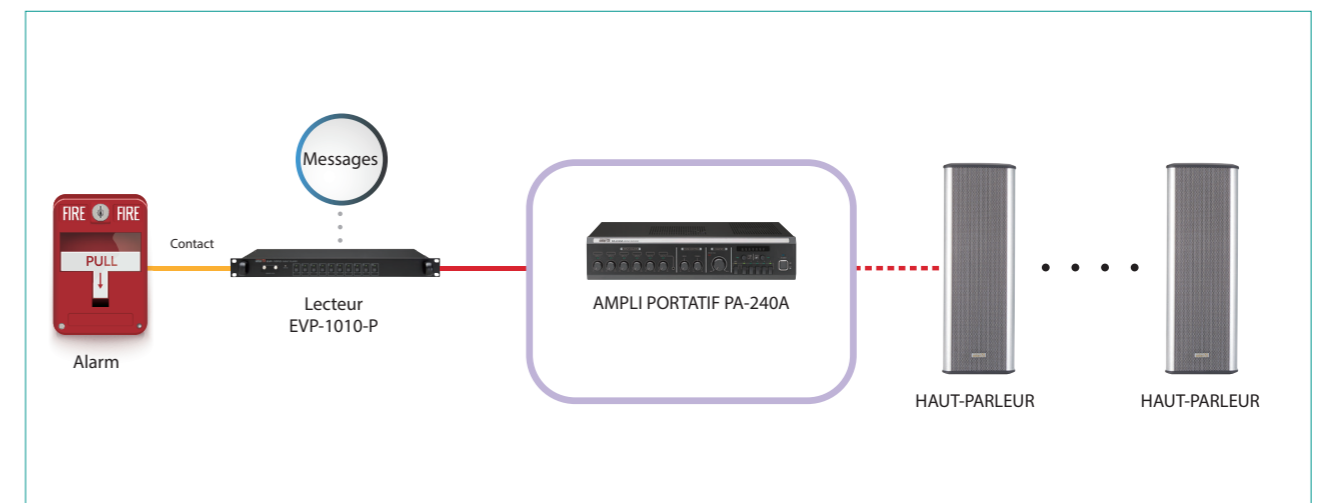 Messages
FIRE FIRE
PULL
Contact
Alarm
Lecteur
EVP-1010-P
AMPLI PORTATIF PA-240A
HAUT-PARLEUR
HAUT-PARLEUR